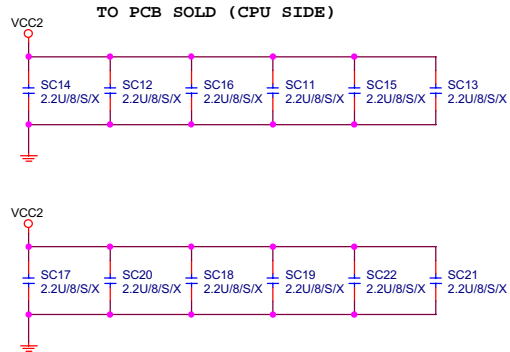 TO PCB SOLD (CPU SIDE)
VCC2
SC14 SC12 SC16 SC11 SC15 SC13
2.2U/8/S/X 2.2U/8/S/X 2.2U/8/S/X 2.2U/8/S/X 2.2U/8/S/X 2.2U/8/S/X
VCC2
SC17 SC20 SC18 SC19 SC22 SC21
2.2U/8/S/X 2.2U/8/S/X 2.2U/8/S/X 2.2U/8/S/X 2.2U/8/S/X 2.2U/8/S/X